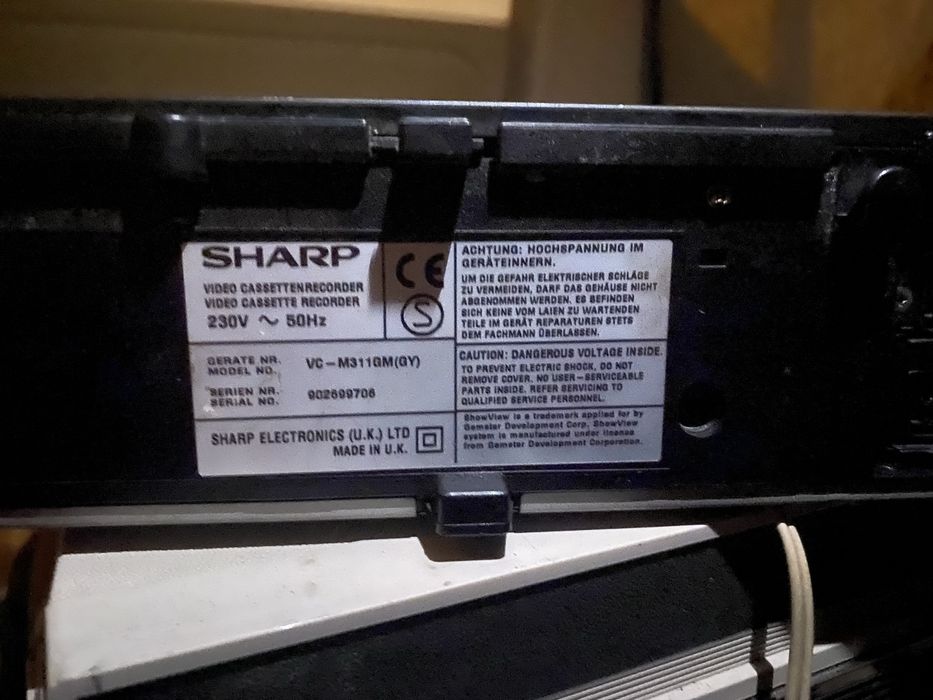 SHARP
VIDEO CASSETTENRECORDER
VIDEO CASSETTE RECORDER
230V ~ 50Hz
CE
S
GERÄTE NR.
MODEL NO.
VC-M311GM(GY)
SERIEN NR.
SERIAL NO.
902699706
SHARP ELECTRONICS (U.K.) LTD
MADE IN U.K.
ACHTUNG: HOCHSPANNUNG IM
GERÄTEINNERN.
UM DIE GEFAHR ELEKTRISCHER SCHLÄGE
ZU VERMEIDEN, DARF DAS GEHÄUSE NICHT
ABGENOMMEN WERDEN. ES BEFINDEN
SICH KEINE VOM LAIEN ZU WARTENDEN
TEILE IM GERÄT REPARATUREN STETS
DEM FACHMANN ÜBERLASSEN.
CAUTION: DANGEROUS VOLTAGE INSIDE.
TO PREVENT ELECTRIC SHOCK, DO NOT
REMOVE COVER. NO USER-SERVICEABLE
PARTS INSIDE. REFER SERVICING TO
QUALIFIED SERVICE PERSONNEL.
ShowView is a trademark applied for by
Gemstar Development Corp. ShowView
system is manufactured under license
from Gemstar Development Corporation.